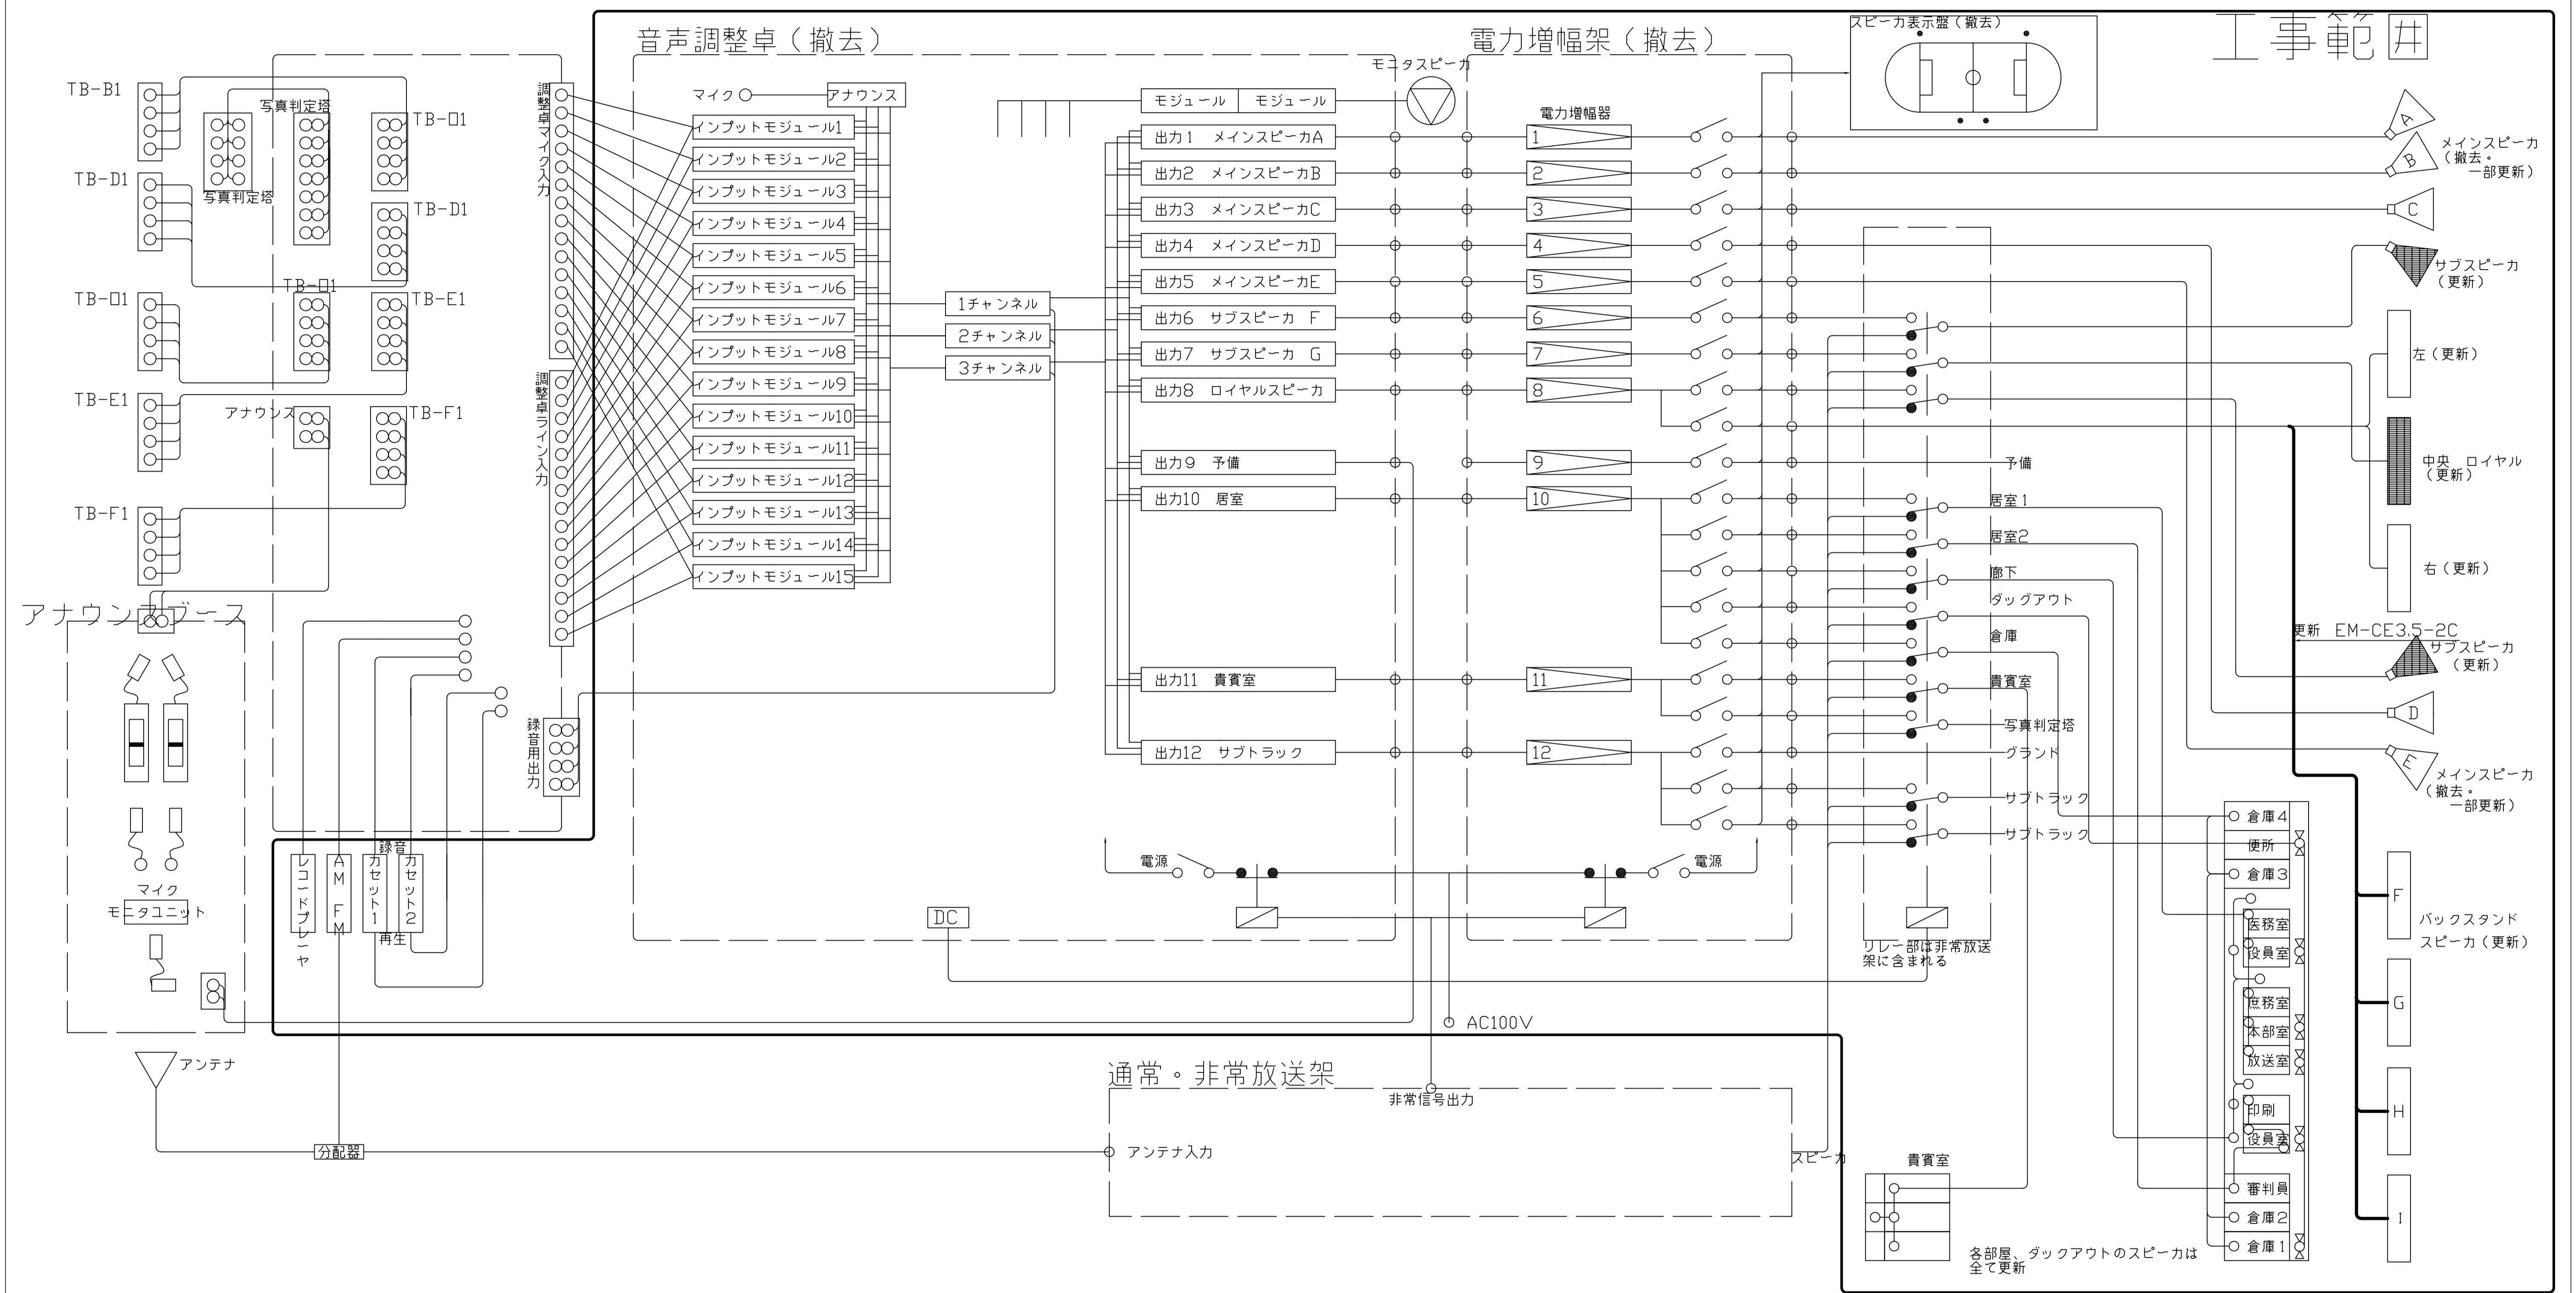 工事範囲
音声調整卓（撤去）
電力増幅架（撤去）
スピーカ表示盤（撤去）
TB-B1
写真判定塔
写真判定塔
TB-D1
TB-D1
TB-D1
TB-E1
TB-E1
アナウンス
TB-F1
TB-F1
調整卓マイク入力
調整卓ライン入力
録音用出力
マイク
アナウンス
インプットモジュール1
インプットモジュール2
インプットモジュール3
インプットモジュール4
インプットモジュール5
インプットモジュール6
インプットモジュール7
インプットモジュール8
インプットモジュール9
インプットモジュール10
インプットモジュール11
インプットモジュール12
インプットモジュール13
インプットモジュール14
インプットモジュール15
1チャンネル
2チャンネル
3チャンネル
モニタスピーカ
モジュール
モジュール
出力1 メインスピーカA
出力2 メインスピーカB
出力3 メインスピーカC
出力4 メインスピーカD
出力5 メインスピーカE
出力6 サブスピーカ F
出力7 サブスピーカ G
出力8 ロイヤルスピーカ
出力9 予備
出力10 居室
出力11 貴賓室
出力12 サブトラック
電力増幅器
1
2
3
4
5
6
7
8
9
10
11
12
予備
居室1
居室2
廊下
ダッグアウト
倉庫
貴賓室
写真判定塔
グランド
サブトラック
サブトラック
電源
電源
DC
リレー部は非常放送
架に含まれる
AC100V
A
B
メインスピーカ
（撤去。
一部更新）
C
サブスピーカ
（更新）
左（更新）
中央 ロイヤル
（更新）
右（更新）
更新 EM-CE3.5-2C
サブスピーカ
（更新）
D
E
メインスピーカ
（撤去。
一部更新）
F
バックスタンド
スピーカ（更新）
G
H
I
倉庫4
便所
倉庫3
医務室
役員室
庶務室
本部室
放送室
印刷
役員室
審判員
倉庫2
倉庫1
貴賓室
各部屋、ダックアウトのスピーカは
全て更新
アナウンスブース
マイク
モニタユニット
レコードプレーヤ
AM FM
録音
カセット1
カセット2
再生
アンテナ
分配器
通常。非常放送架
非常信号出力
アンテナ入力
スピーカ